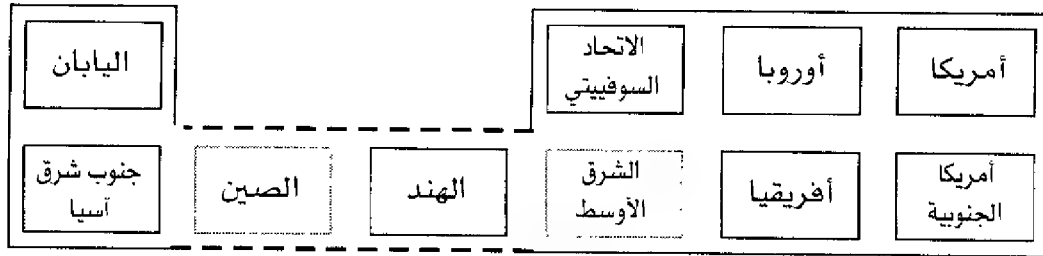 أمريكا
أوروبا
الاتحاد
السوفييتي
اليابان
أمريكا
الجنوبية
أفريقيا
الشرق
الأوسط
الهند
الصين
جنوب شرق
آسيا